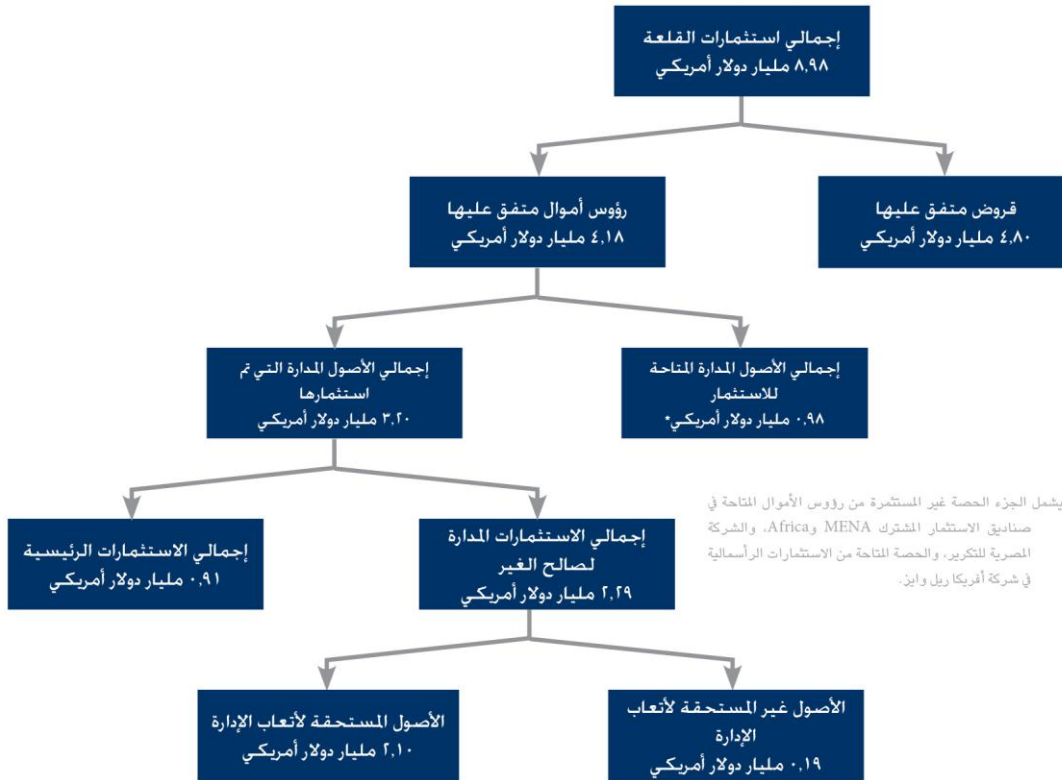 إجمالي استثمارات القلعة
٨,٩٨ مليار دولار أمريكي
قروض متفق عليها
٤,٨٠ مليار دولار أمريكي
رؤوس أموال متفق عليها
٤,١٨ مليار دولار أمريكي
إجمالي الأصول المدارة المتاحة
للاستثمار
٠,٩٨ مليار دولار أمريكي*
إجمالي الأصول المدارة التي تم
استثمارها
٣,٢٠ مليار دولار أمريكي
يشمل الجزء الحصة غير المستثمرة من رؤوس الأموال المتاحة في
صناديق الاستثمار المشترك MENA وAfrica، والشركة
المصرية للتكرير، والحصة المتاحة من الاستثمارات الرأسمالية
في شركة أفريكا ريل وايز.
إجمالي الاستثمارات المدارة
لصالح الغير
٢,٢٩ مليار دولار أمريكي
إجمالي الاستثمارات الرئيسية
٠,٩١ مليار دولار أمريكي
الأصول غير المستحقة لأتعاب
الإدارة
٠,١٩ مليار دولار أمريكي
الأصول المستحقة لأتعاب الإدارة
٢,١٠ مليار دولار أمريكي